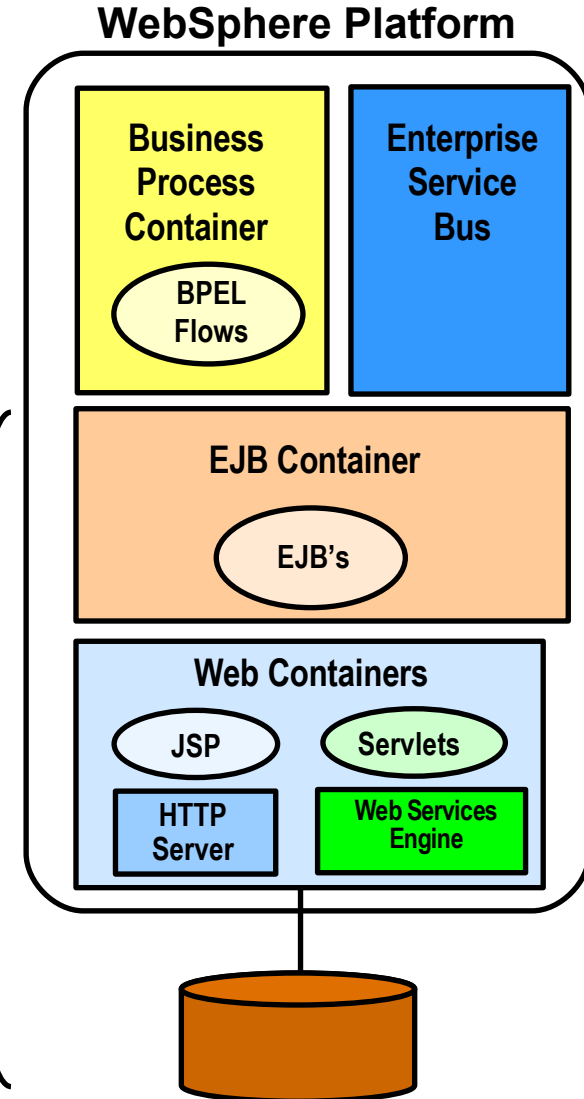 WebSphere Platform
Business
Process
Container
BPEL
Flows
Enterprise
Service
Bus
EJB Container
EJB’s
Web Containers
JSP
Servlets
HTTP
Server
Web Services
Engine